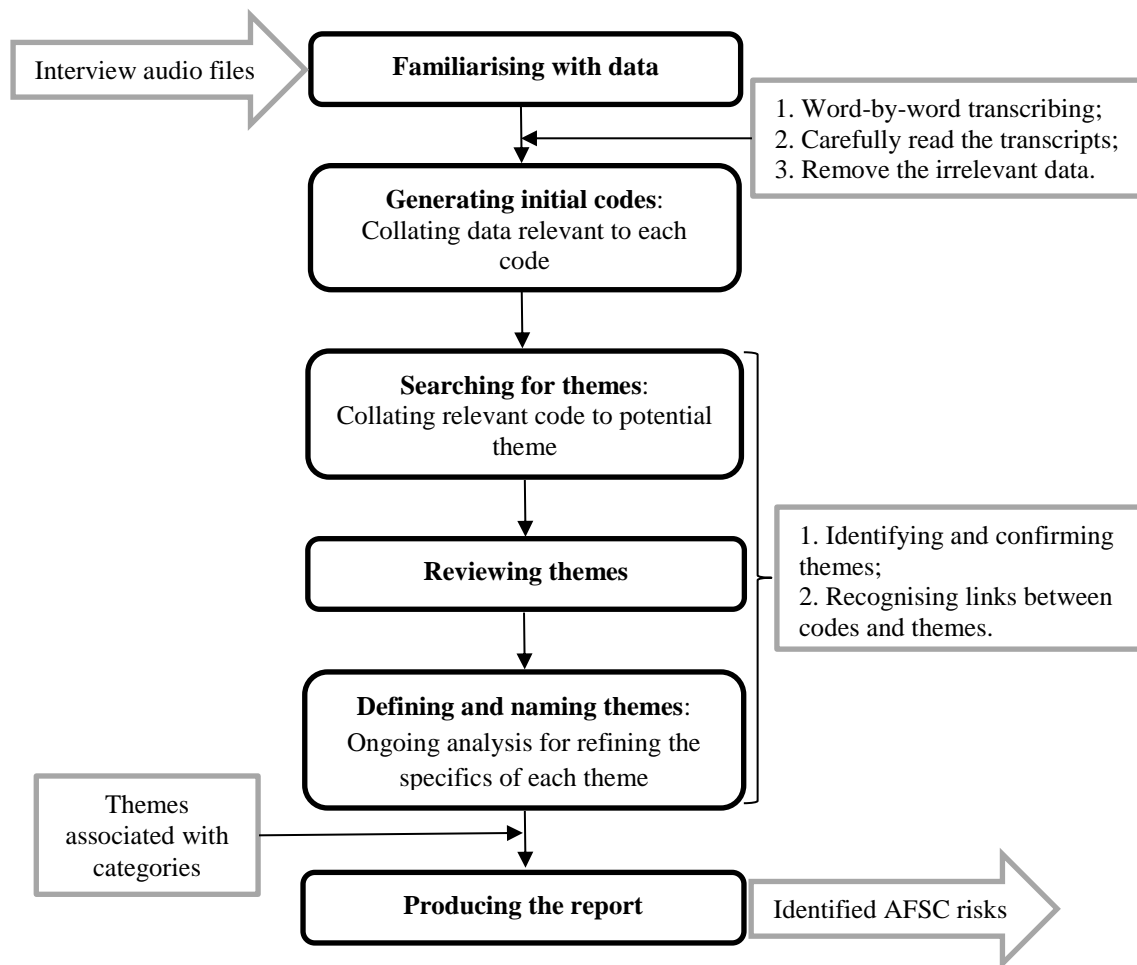 Interview audio files
Familiarising with data
1. Word-by-word transcribing;
2. Carefully read the transcripts;
3. Remove the irrelevant data.
Generating initial codes:
Collating data relevant to each
code
Searching for themes:
Collating relevant code to potential
theme
Reviewing themes
1. Identifying and confirming
themes;
2. Recognising links between
codes and themes.
Defining and naming themes:
Ongoing analysis for refining the
specifics of each theme
Themes
associated with
categories
Producing the report
Identified AFSC risks